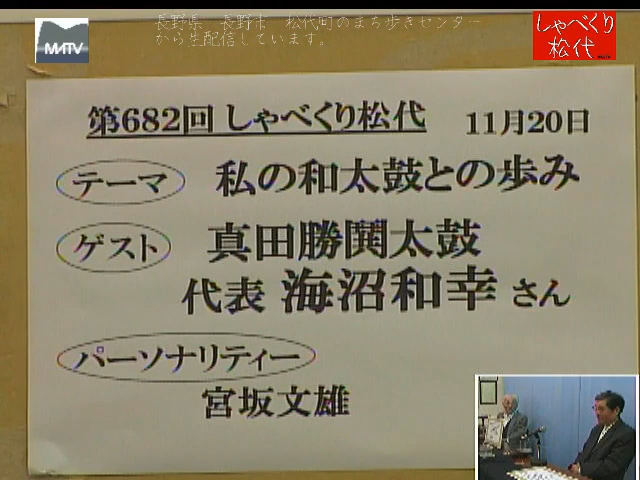 MATV
長野県 長野市 松代町のまち歩きセンター
から生配信しています。
しゃべくり
松代
第682回 しゃべくり松代 11月20日
テーマ 私の和太鼓との歩み
ゲスト 真田勝鬨太鼓
代表 海沼和幸 さん
パーソナリティー
宮坂文雄